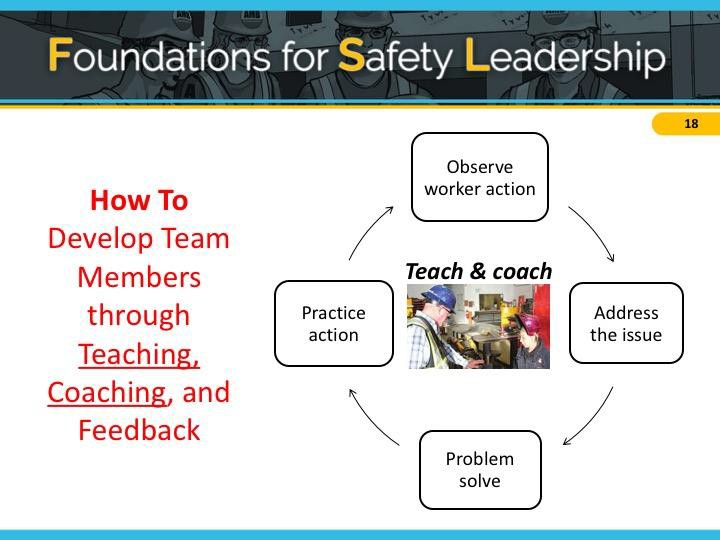 Foundations for Safety Leadership
18
How To
Develop Team
Members
through
Teaching,
Coaching, and
Feedback
Observe
worker action
Teach & coach
Practice
action
Address
the issue
Problem
solve